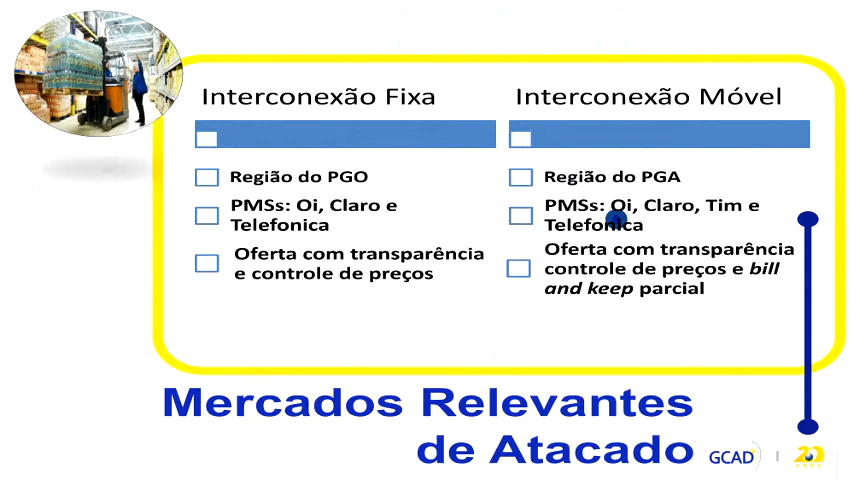 Interconexão Fixa
Região do PGO
PMSs: Oi, Claro e
Telefonica
Oferta com transparência
e controle de preços
Interconexão Móvel
Região do PGA
PMSs: Oi, Claro, Tim e
Telefonica
Oferta com transparência
controle de preços e bill
and keep parcial
Mercados Relevantes
de Atacado
GCAD
20
ANOS